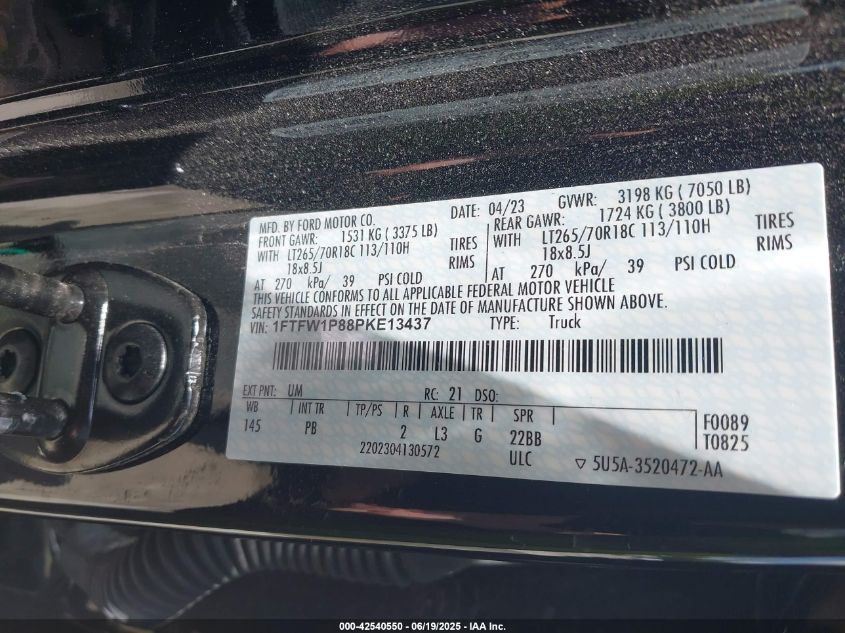 MFD. BY FORD MOTOR CO.
DATE: 04/23 GVWR: 3198 KG ( 7050 LB)
FRONT GAWR: 1531 KG ( 3375 LB) REAR GAWR: 1724 KG ( 3800 LB)
WITH LT265/70R18C 113/110H TIRES WITH LT265/70R18C 113/110H TIRES
18x8.5J RIMS 18x8.5J RIMS
AT 270 kPa/ 39 PSI COLD AT 270 kPa/ 39 PSI COLD
THIS VEHICLE CONFORMS TO ALL APPLICABLE FEDERAL MOTOR VEHICLE
SAFETY STANDARDS IN EFFECT ON THE DATE OF MANUFACTURE SHOWN ABOVE.
VIN: 1FTFW1P88PKE13437 TYPE: Truck
EXT PNT: UM RC: 21 DSO:
WB INT TR TP/PS R AXLE TR SPR
145 PB 2 L3 G 22BB
2202304130572 ULC
F0089
T0825
▽ 5U5A-3520472-AA
000-42540550 - 06/19/2025 - IAA Inc.